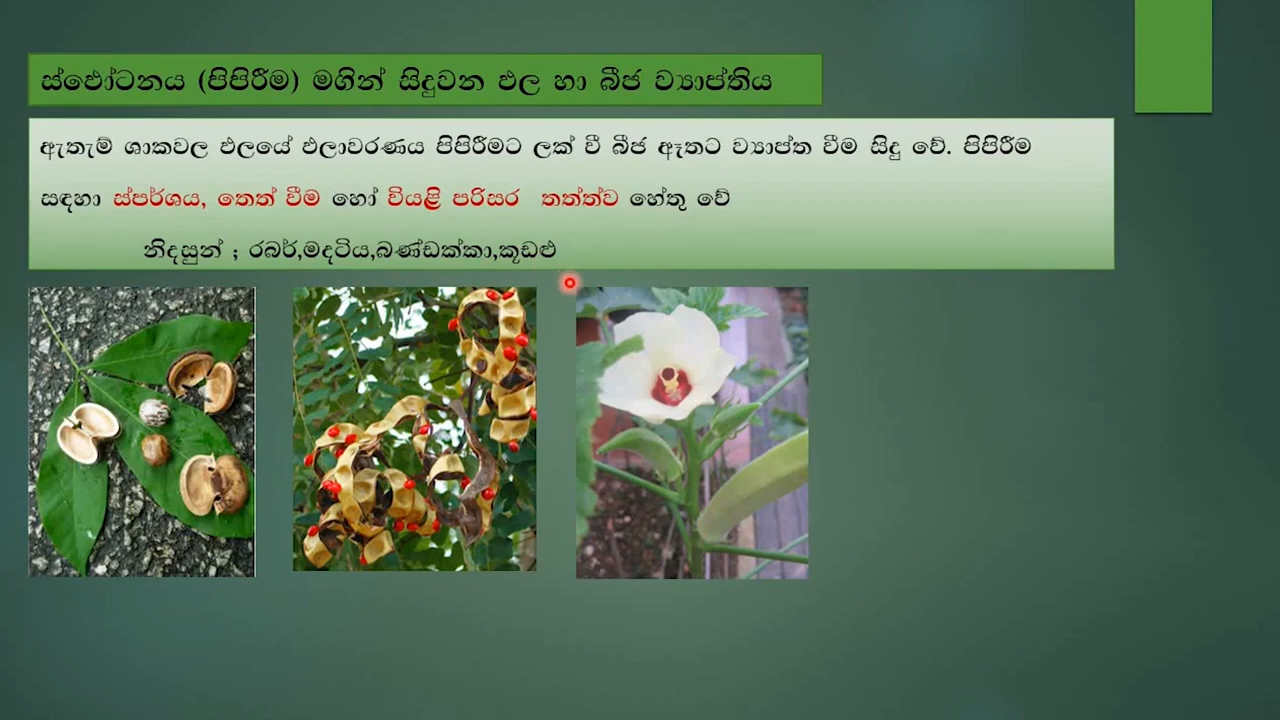 ස්ඵෝටනය (පිපිරීම) මගින් සිදුවන ඵල හා බීජ ව්‍යාප්තිය
ඇතැම් ශාකවල ඵලයේ ඵලාවරණය පිපිරීමට ලක් වී බීජ ඈතට ව්‍යාප්ත වීම සිදු වේ. පිපිරීම
සඳහා ස්පර්ශය, තෙත් වීම හෝ වියළි පරිසර තත්ත්ව හේතු වේ
නිදසුන් ; රබර්,මදටිය,බණ්ඩක්කා,කූඩළු